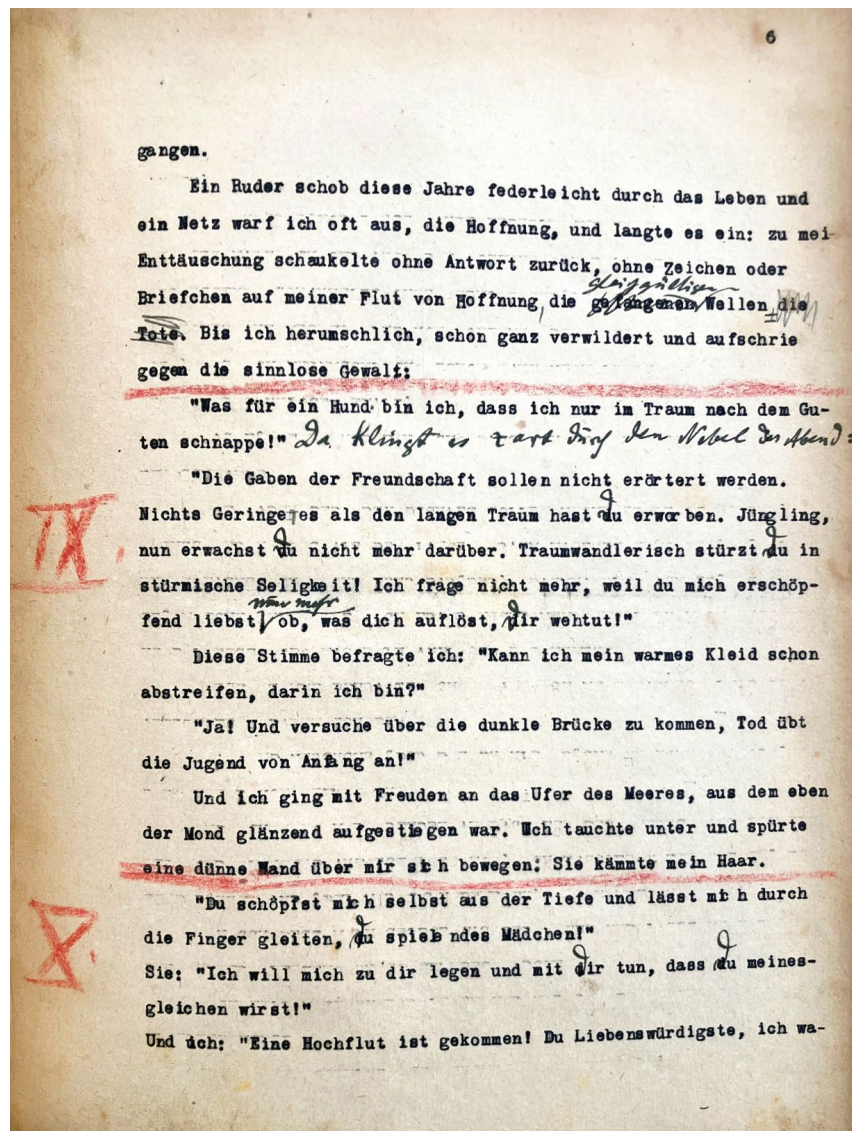 6
gangen.
Ein Ruder schob diese Jahre federleicht durch das Leben und
ein Netz warf ich oft aus, die Hoffnung, und langte es ein: zu mei-
Enttäuschung schaukelte ohne Antwort zurück, ohne Zeichen oder
gleichgültigen
Briefchen auf meiner Flut von Hoffnung, die gefangenen Wellen die
Tote. Bis ich herumschlich, schon ganz verwildert und aufschrie
gegen die sinnlose Gewalt:
"Was für ein Hund bin ich, dass ich nur im Traum nach dem Gu-
ten schnappe!" Da klingt es zart durch den Nebel der Abend:
"Die Gaben der Freundschaft sollen nicht erörtert werden.
IX. Nichts Geringeres als den langen Traum hast du erworben. Jüngling,
nun erwachst du nicht mehr darüber. Traumwandlerisch stürzt du in
stürmische Seligkeit! Ich frage nicht mehr, weil du mich erschöp-
nunmehr
fend liebst, ob, was dich auflöst, dir wehtut!"
Diese Stimme befragte ich: "Kann ich mein warmes Kleid schon
abstreifen, darin ich bin?"
"Ja! Und versuche über die dunkle Brücke zu kommen, Tod übt
die Jugend von Anfang an!"
Und ich ging mit Freuden an das Ufer des Meeres, aus dem eben
der Mond glänzend aufgestiegen war. Ich tauchte unter und spürte
eine dünne Hand über mir sich bewegen: Sie kämmte mein Haar.
"Du schöpfst mich selbst aus der Tiefe und lässt mich durch
X. die Finger gleiten, du spielendes Mädchen!"
Sie: "Ich will mich zu dir legen und mit dir tun, dass du meines-
gleichen wirst!"
Und ich: "Eine Hochflut ist gekommen! Du Liebenswürdigste, ich wa-